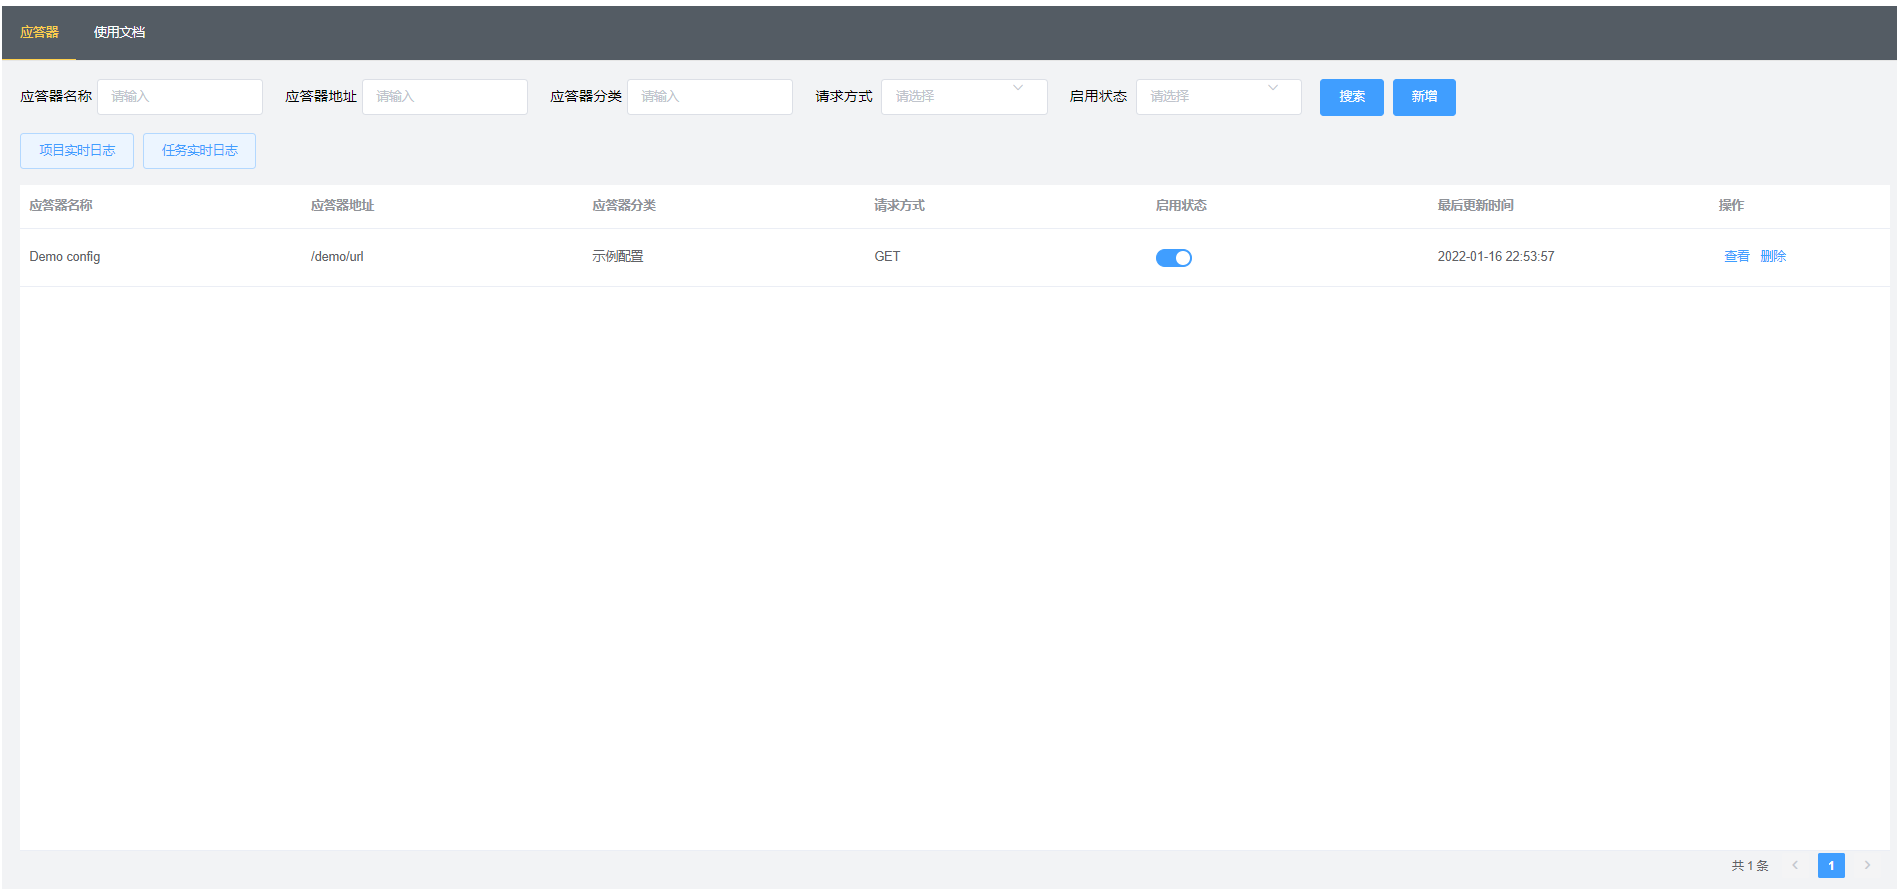 应答器 使用文档
应答器名称 请输入 应答器地址 请输入 应答器分类 请输入 请求方式 请选择 启用状态 请选择 搜索 新增
项目实时日志 任务实时日志
应答器名称 应答器地址 应答器分类 请求方式 启用状态 最后更新时间 操作
Demo config /demo/url 示例配置 GET 2022-01-16 22:53:57 查看 删除
共 1 条 1